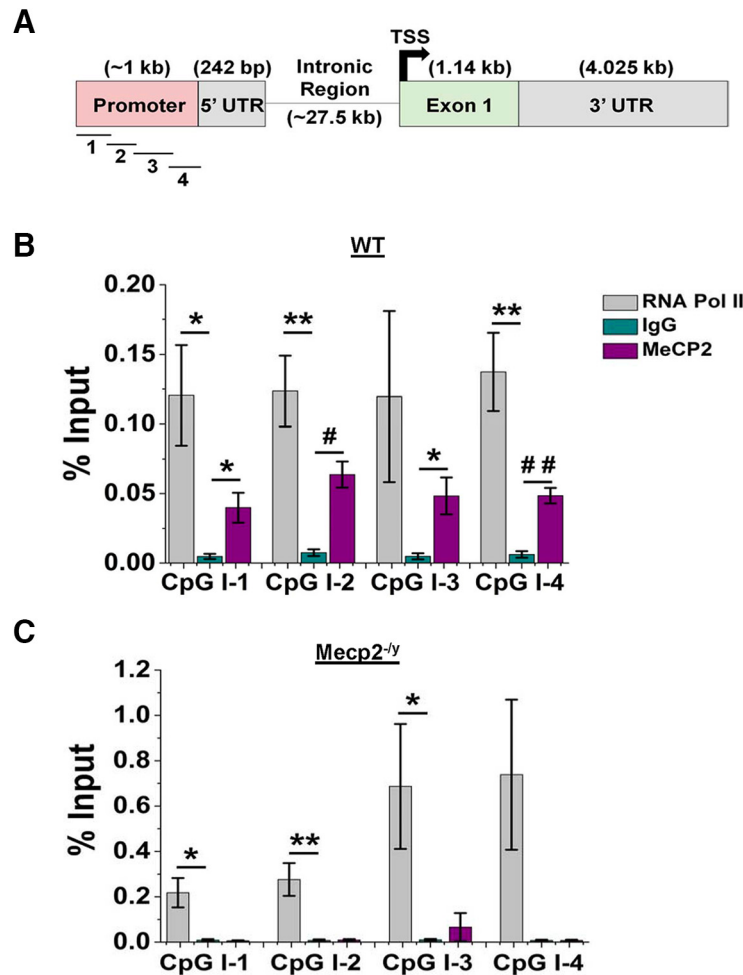 A
TSS
(~1 kb) (242 bp) Intronic Region (1.14 kb) (4.025 kb)
Promoter 5’ UTR (~27.5 kb) Exon 1 3’ UTR
1
2
3
4
B
WT
RNA Pol II
IgG
MeCP2
% Input
0.20
0.15
0.10
0.05
0.00
* ** **
* # * # #
CpG I-1 CpG I-2 CpG I-3 CpG I-4
C
Mecp2-/y
% Input
1.2
1.0
0.8
0.6
0.4
0.2
0.0
* ** *
CpG I-1 CpG I-2 CpG I-3 CpG I-4